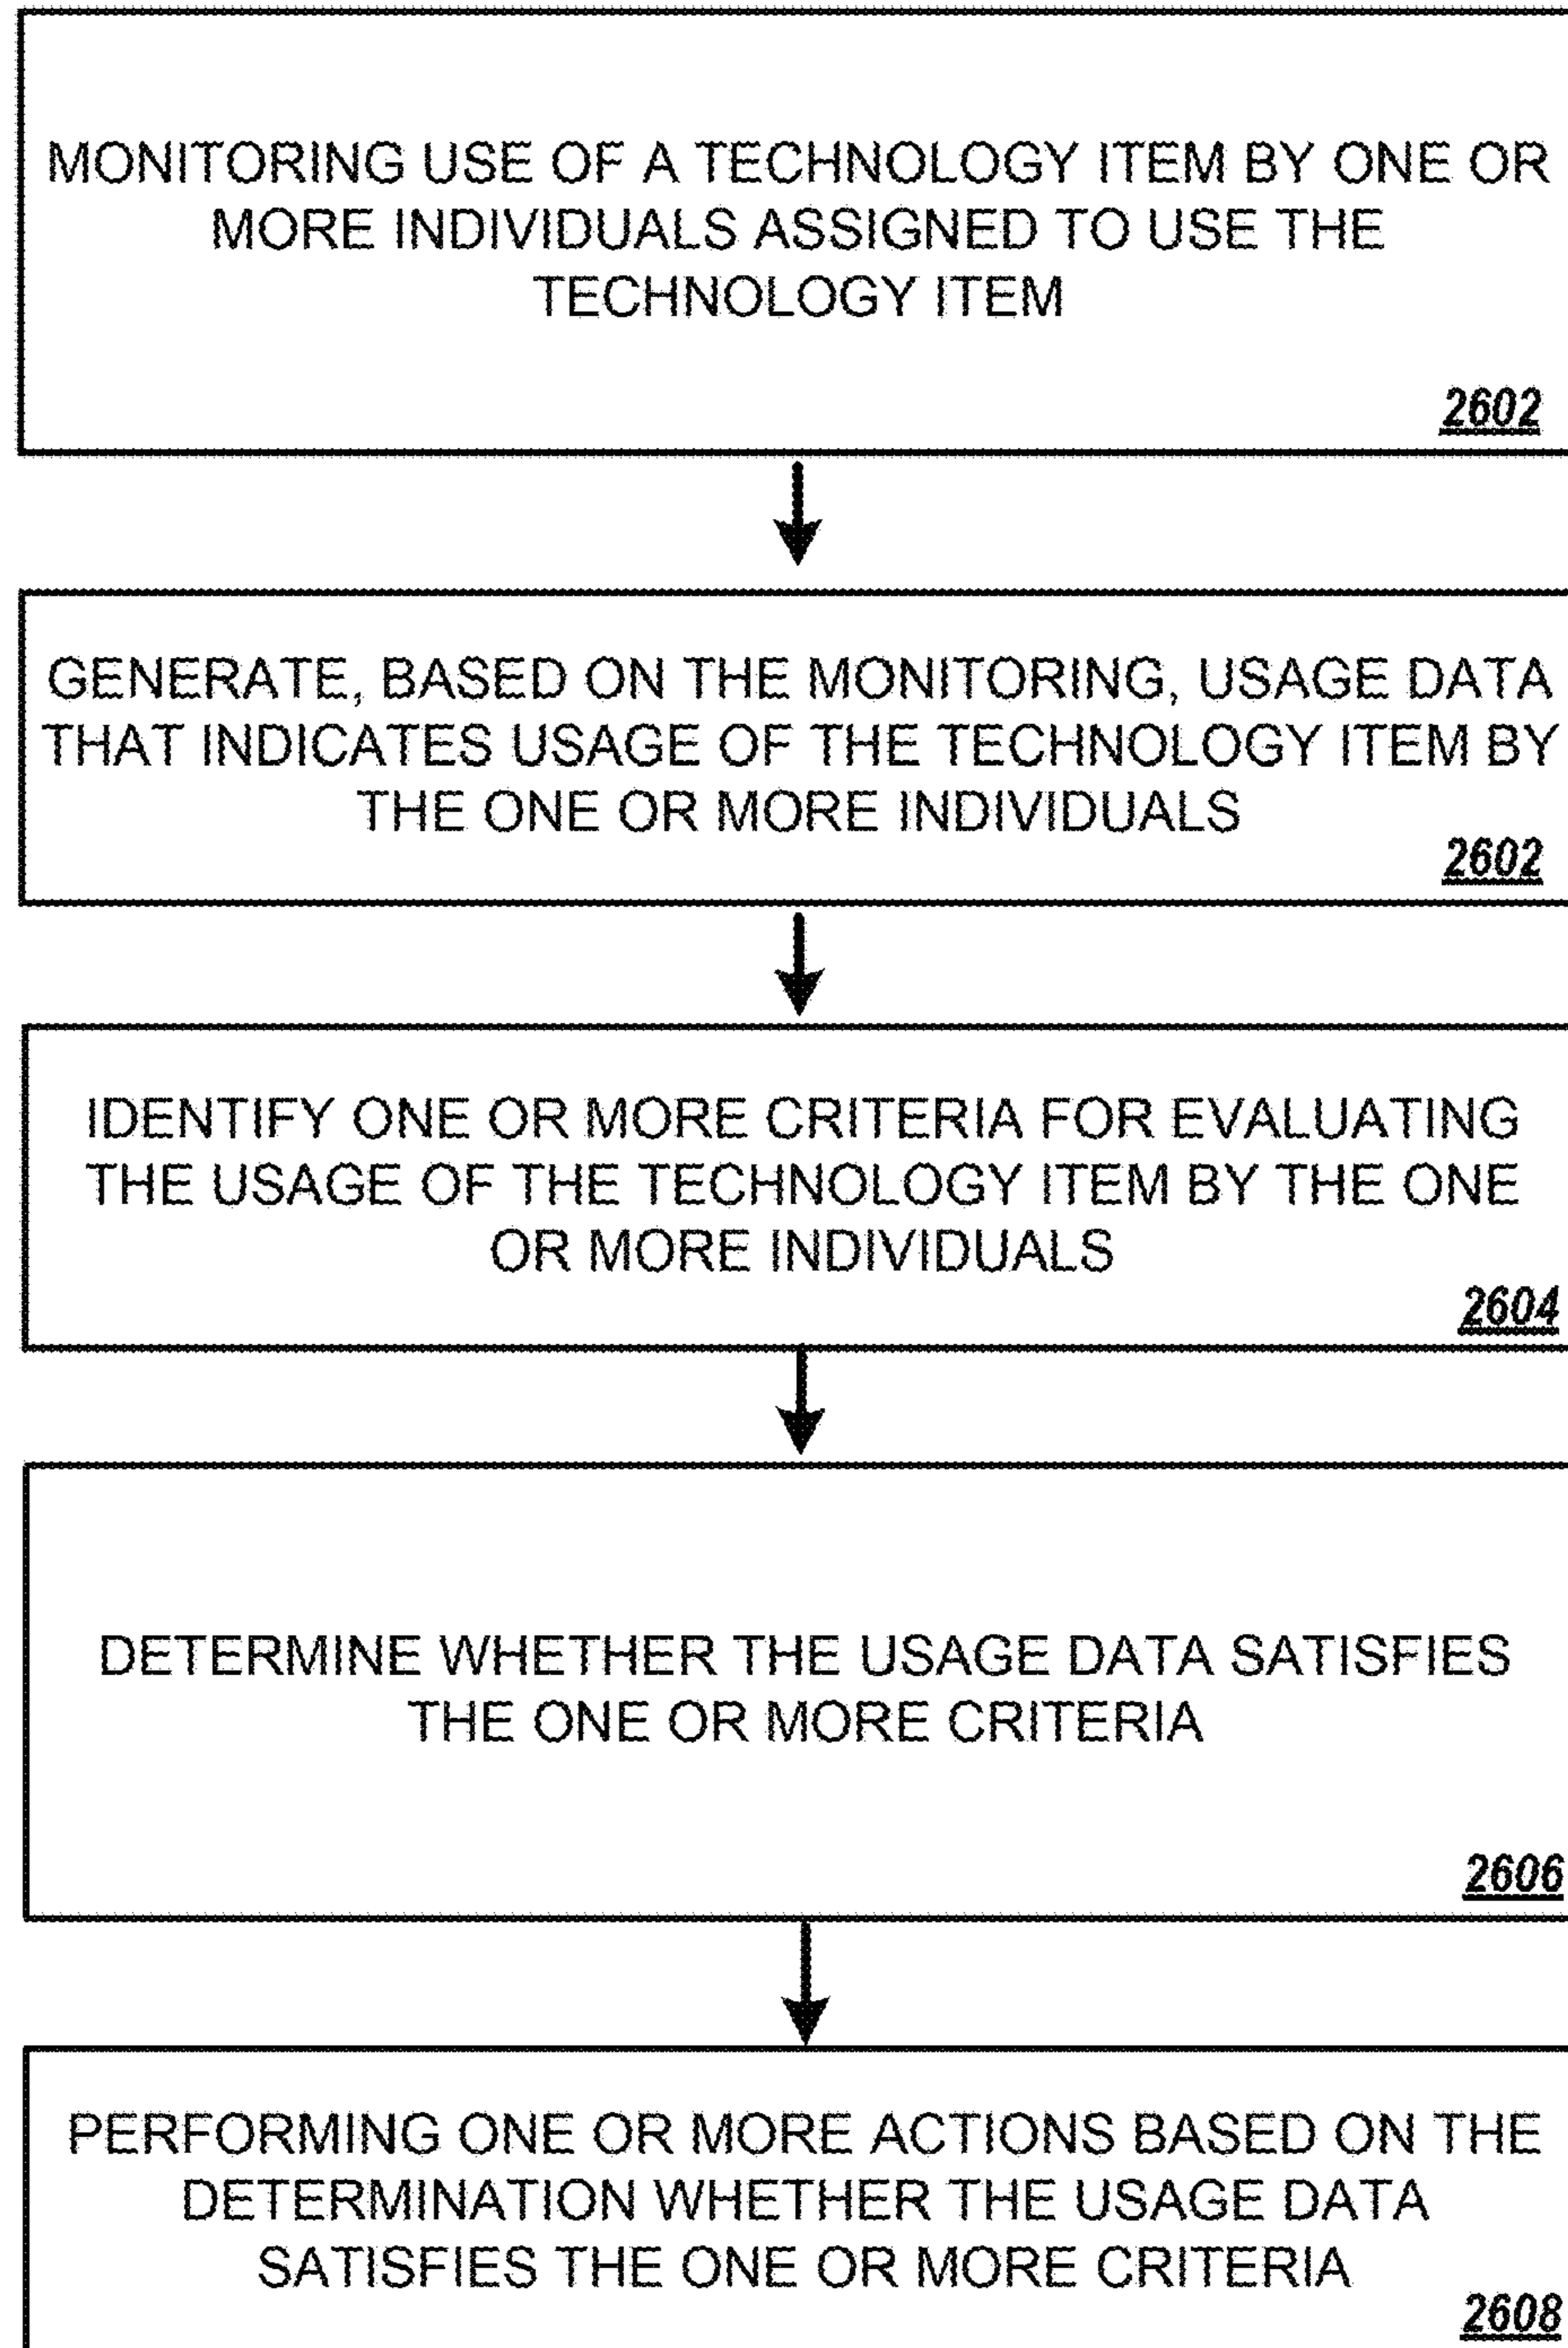 MONITORING USE OF A TECHNOLOGY ITEM BY ONE OR
MORE INDIVIDUALS ASSIGNED TO USE THE
TECHNOLOGY ITEM
2602
GENERATE, BASED ON THE MONITORING, USAGE DATA
THAT INDICATES USAGE OF THE TECHNOLOGY ITEM BY
THE ONE OR MORE INDIVIDUALS
2602
IDENTIFY ONE OR MORE CRITERIA FOR EVALUATING
THE USAGE OF THE TECHNOLOGY ITEM BY THE ONE
OR MORE INDIVIDUALS
2604
DETERMINE WHETHER THE USAGE DATA SATISFIES
THE ONE OR MORE CRITERIA
2606
PERFORMING ONE OR MORE ACTIONS BASED ON THE
DETERMINATION WHETHER THE USAGE DATA
SATISFIES THE ONE OR MORE CRITERIA
2608